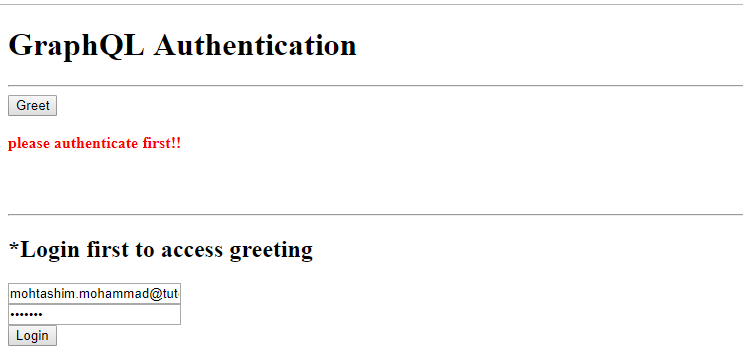 GraphQL Authentication
Greet
please authenticate first!!
*Login first to access greeting
mohtashim.mohammad@tut
•••••••
Login